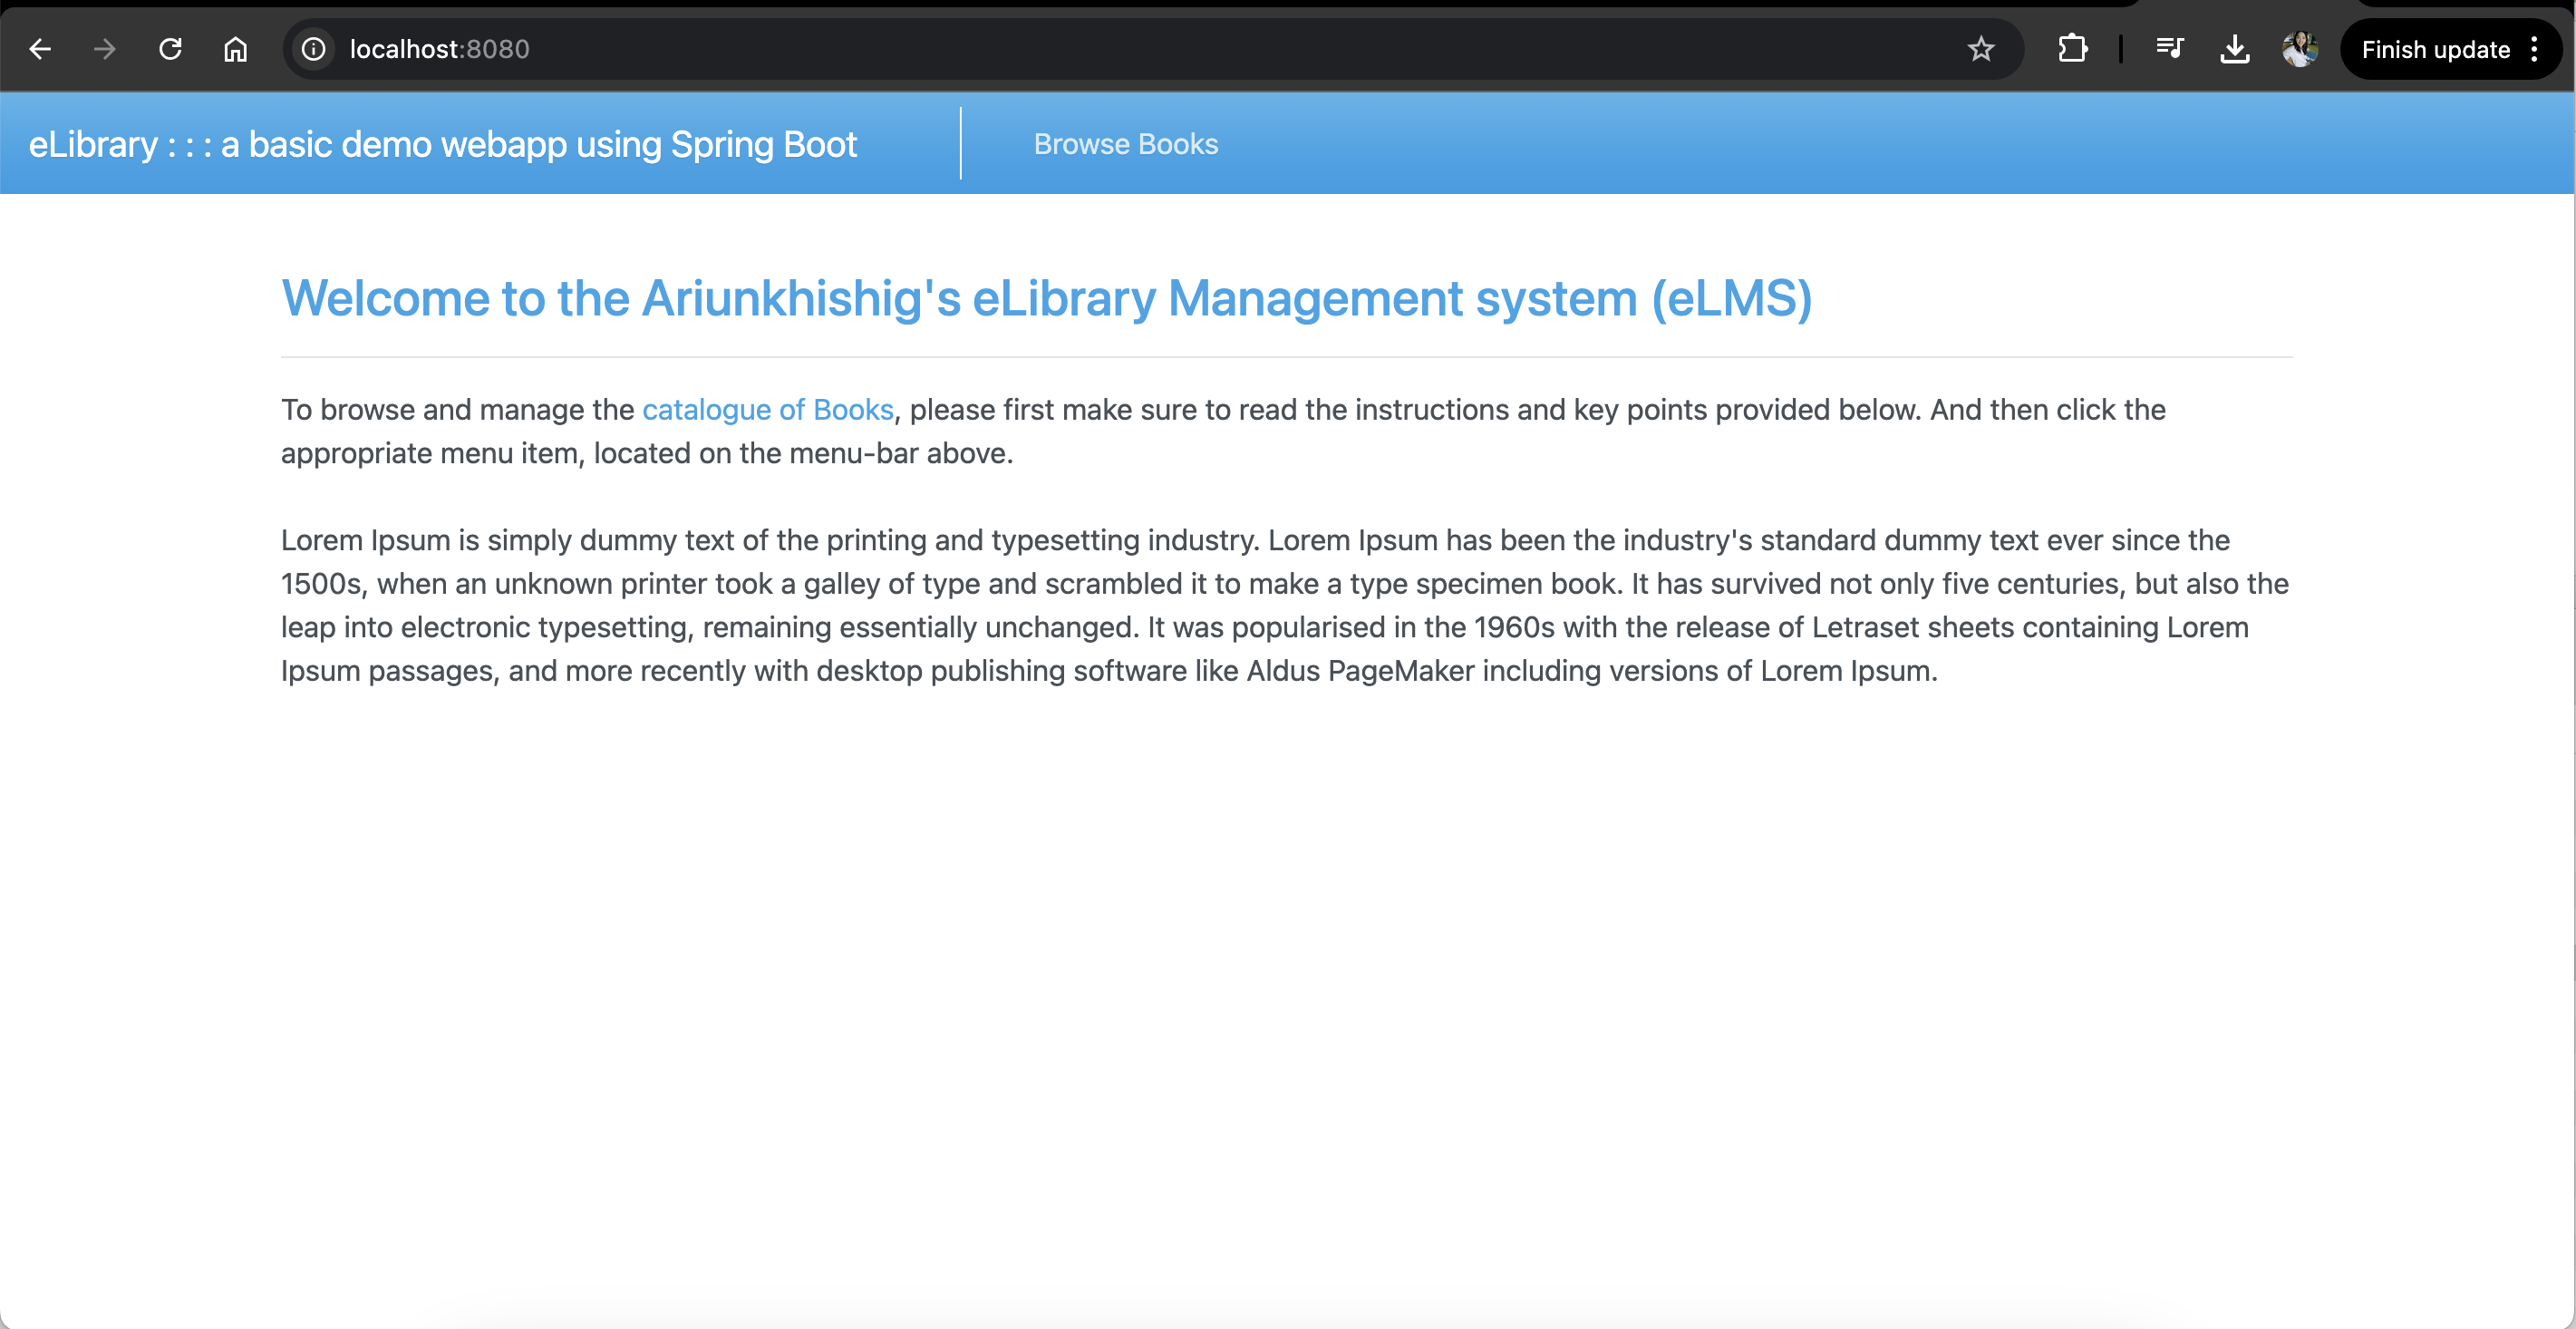 localhost:8080
Finish update
eLibrary : : : a basic demo webapp using Spring Boot
Browse Books
Welcome to the Ariunkhishig's eLibrary Management system (eLMS)
To browse and manage the catalogue of Books, please first make sure to read the instructions and key points provided below. And then click the
appropriate menu item, located on the menu-bar above.
Lorem Ipsum is simply dummy text of the printing and typesetting industry. Lorem Ipsum has been the industry's standard dummy text ever since the
1500s, when an unknown printer took a galley of type and scrambled it to make a type specimen book. It has survived not only five centuries, but also the
leap into electronic typesetting, remaining essentially unchanged. It was popularised in the 1960s with the release of Letraset sheets containing Lorem
Ipsum passages, and more recently with desktop publishing software like Aldus PageMaker including versions of Lorem Ipsum.